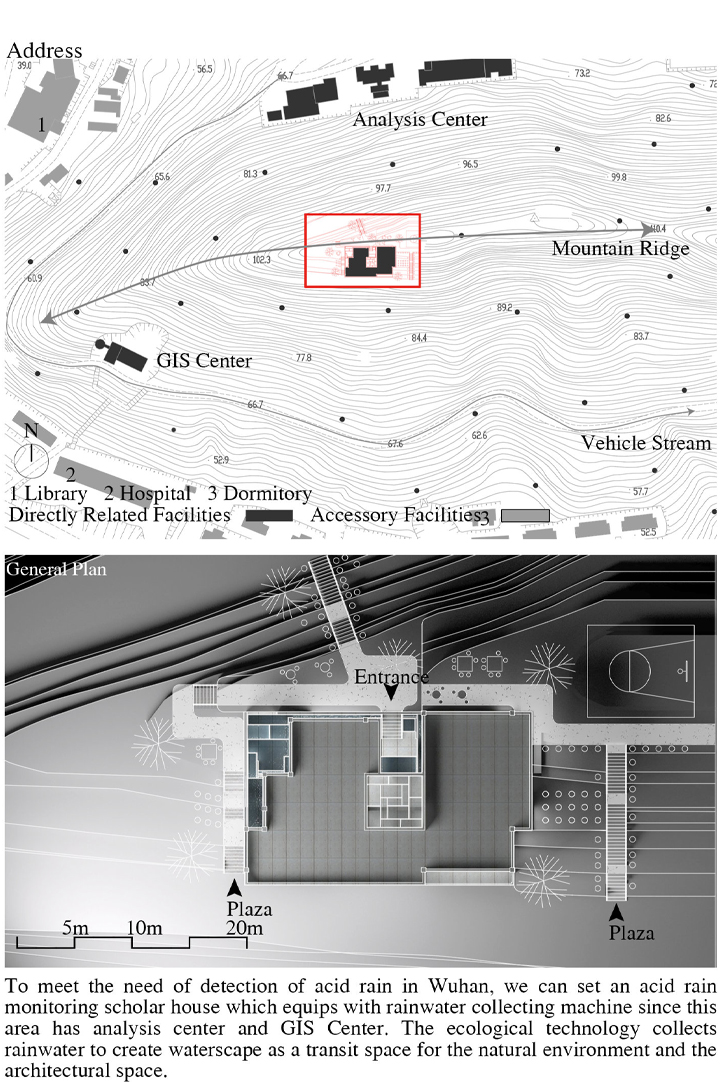 Address
39.0
56.5
66.7
73.2
72
1
Analysis Center
82.6
65.6
81.3
96.5
97.7
99.8
110.4
102.3
Mountain Ridge
60.9
83.7
89.2
84.4
83.7
GIS Center
77.8
66.7
67.6
62.6
Vehicle Stream
N
52.9
2
57.7
1 Library 2 Hospital 3 Dormitory
Directly Related Facilities
Accessory Facilities
3
52.5
General Plan
Entrance
Plaza
Plaza
5m 10m 20m
To meet the need of detection of acid rain in Wuhan, we can set an acid rain
monitoring scholar house which equips with rainwater collecting machine since this
area has analysis center and GIS Center. The ecological technology collects
rainwater to create waterscape as a transit space for the natural environment and the
architectural space.